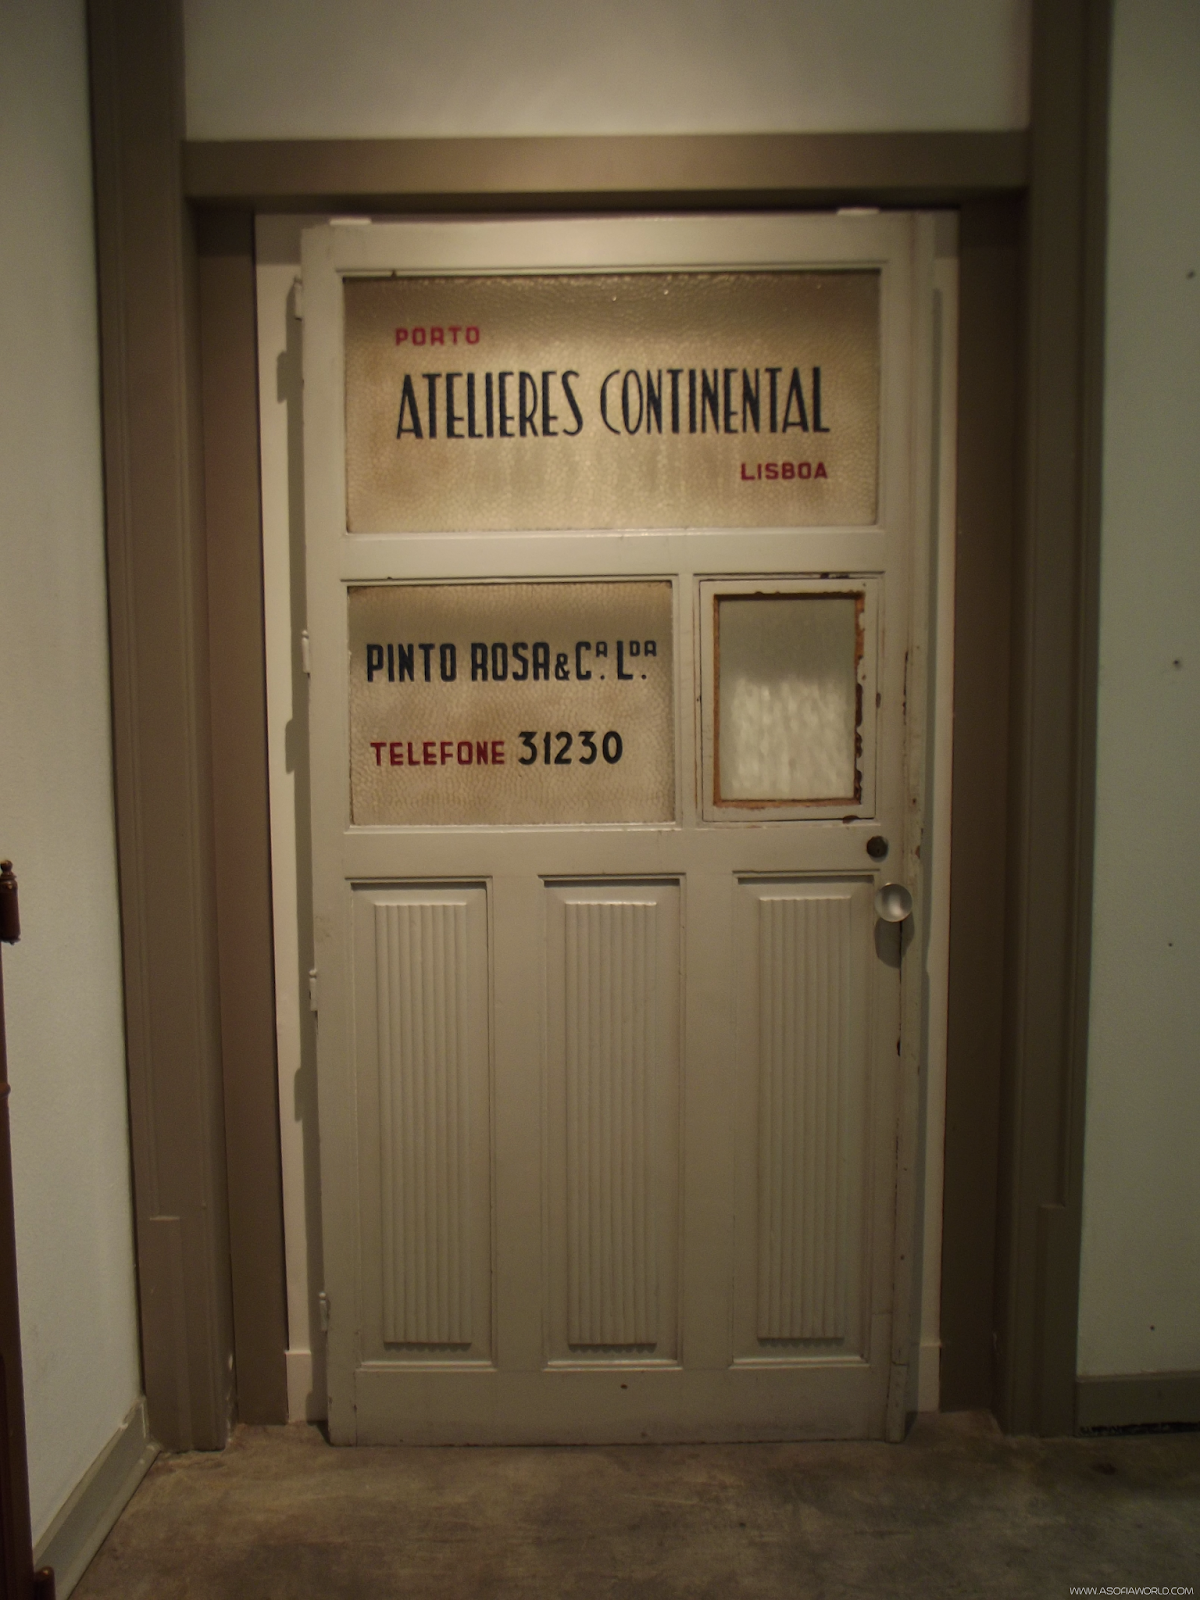 PORTO
ATELIERES CONTINENTAL
LISBOA
PINTO ROSA & Cª. Lᴰᴬ.
TELEFONE 31230
WWW.ASOFIAWORLD.COM